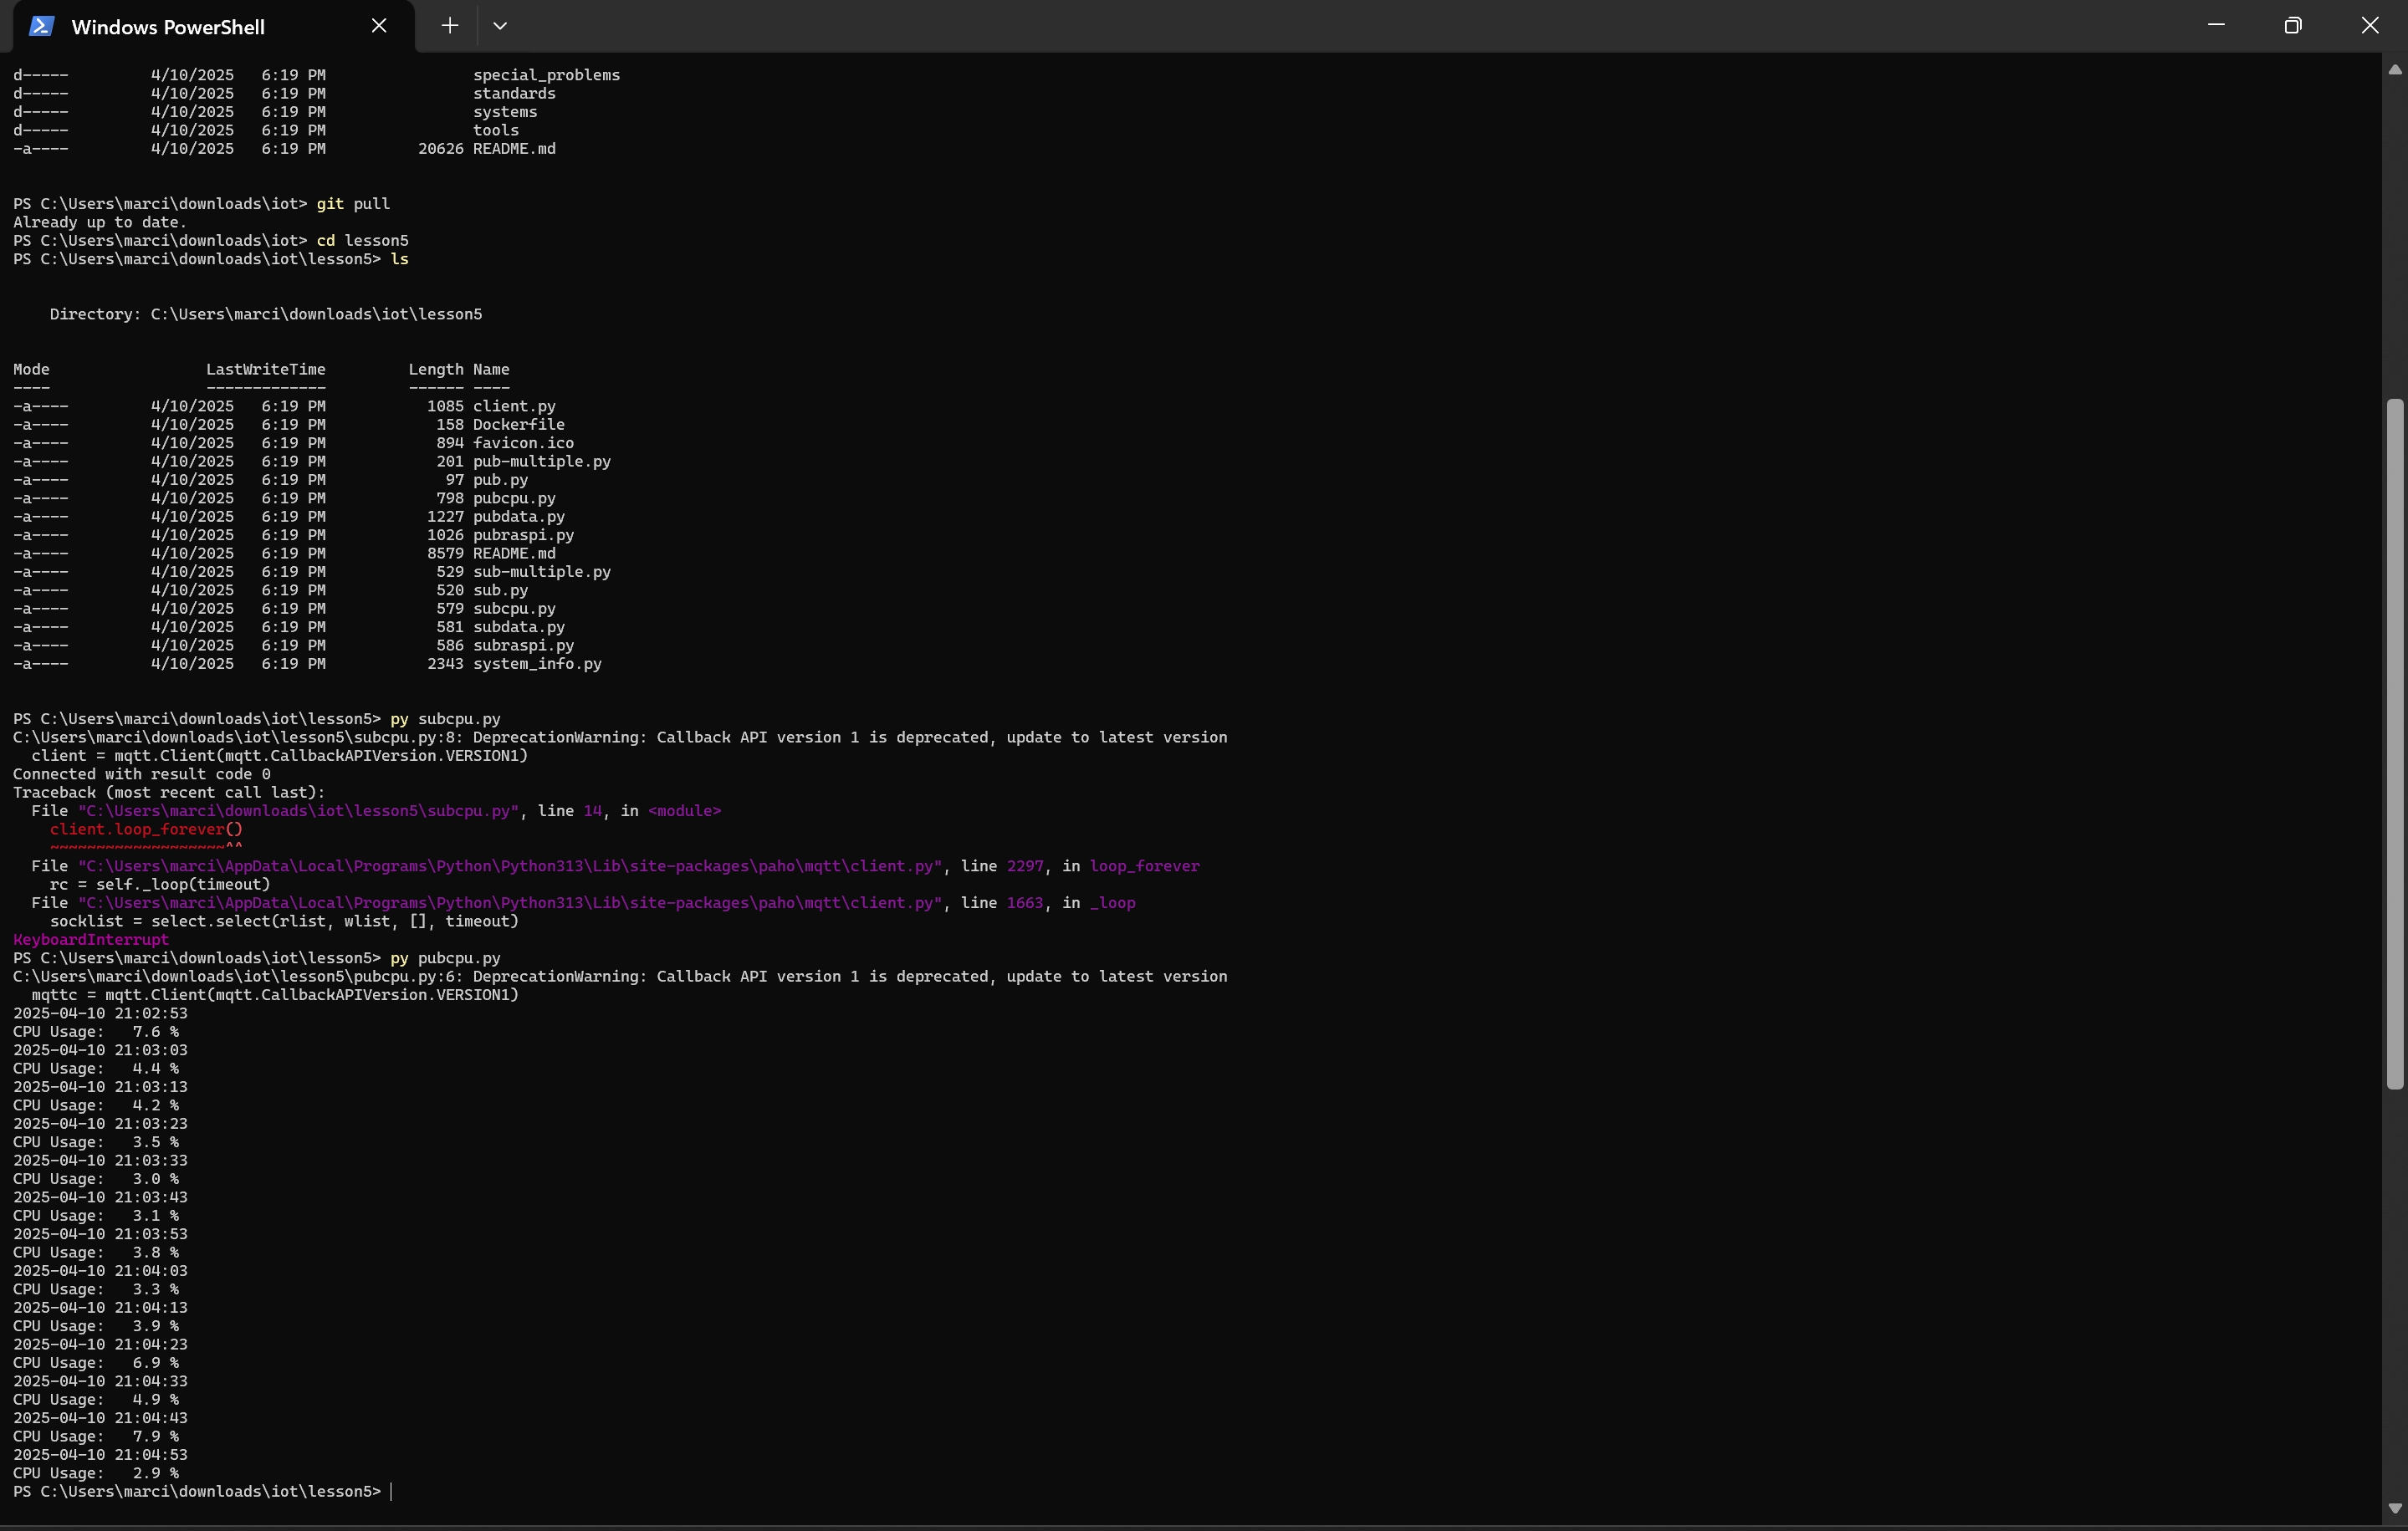 Windows PowerShell
d-----         4/10/2025   6:19 PM                special_problems
d-----         4/10/2025   6:19 PM                standards
d-----         4/10/2025   6:19 PM                systems
d-----         4/10/2025   6:19 PM                tools
-a----         4/10/2025   6:19 PM          20626 README.md
PS C:\Users\marci\downloads\iot> git pull
Already up to date.
PS C:\Users\marci\downloads\iot> cd lesson5
PS C:\Users\marci\downloads\iot\lesson5> ls
    Directory: C:\Users\marci\downloads\iot\lesson5
Mode                 LastWriteTime         Length Name
----                 -------------         ------ ----
-a----         4/10/2025   6:19 PM           1085 client.py
-a----         4/10/2025   6:19 PM            158 Dockerfile
-a----         4/10/2025   6:19 PM            894 favicon.ico
-a----         4/10/2025   6:19 PM            201 pub-multiple.py
-a----         4/10/2025   6:19 PM             97 pub.py
-a----         4/10/2025   6:19 PM            798 pubcpu.py
-a----         4/10/2025   6:19 PM           1227 pubdata.py
-a----         4/10/2025   6:19 PM           1026 pubraspi.py
-a----         4/10/2025   6:19 PM           8579 README.md
-a----         4/10/2025   6:19 PM            529 sub-multiple.py
-a----         4/10/2025   6:19 PM            520 sub.py
-a----         4/10/2025   6:19 PM            579 subcpu.py
-a----         4/10/2025   6:19 PM            581 subdata.py
-a----         4/10/2025   6:19 PM            586 subraspi.py
-a----         4/10/2025   6:19 PM           2343 system_info.py
PS C:\Users\marci\downloads\iot\lesson5> py subcpu.py
C:\Users\marci\downloads\iot\lesson5\subcpu.py:8: DeprecationWarning: Callback API version 1 is deprecated, update to latest version
  client = mqtt.Client(mqtt.CallbackAPIVersion.VERSION1)
Connected with result code 0
Traceback (most recent call last):
  File "C:\Users\marci\downloads\iot\lesson5\subcpu.py", line 14, in <module>
    client.loop_forever()
    ~~~~~~~~~~~~~~~~~~~^^
  File "C:\Users\marci\AppData\Local\Programs\Python\Python313\Lib\site-packages\paho\mqtt\client.py", line 2297, in loop_forever
    rc = self._loop(timeout)
  File "C:\Users\marci\AppData\Local\Programs\Python\Python313\Lib\site-packages\paho\mqtt\client.py", line 1663, in _loop
    socklist = select.select(rlist, wlist, [], timeout)
KeyboardInterrupt
PS C:\Users\marci\downloads\iot\lesson5> py pubcpu.py
C:\Users\marci\downloads\iot\lesson5\pubcpu.py:6: DeprecationWarning: Callback API version 1 is deprecated, update to latest version
  mqttc = mqtt.Client(mqtt.CallbackAPIVersion.VERSION1)
2025-04-10 21:02:53
CPU Usage:   7.6 %
2025-04-10 21:03:03
CPU Usage:   4.4 %
2025-04-10 21:03:13
CPU Usage:   4.2 %
2025-04-10 21:03:23
CPU Usage:   3.5 %
2025-04-10 21:03:33
CPU Usage:   3.0 %
2025-04-10 21:03:43
CPU Usage:   3.1 %
2025-04-10 21:03:53
CPU Usage:   3.8 %
2025-04-10 21:04:03
CPU Usage:   3.3 %
2025-04-10 21:04:13
CPU Usage:   3.9 %
2025-04-10 21:04:23
CPU Usage:   6.9 %
2025-04-10 21:04:33
CPU Usage:   4.9 %
2025-04-10 21:04:43
CPU Usage:   7.9 %
2025-04-10 21:04:53
CPU Usage:   2.9 %
PS C:\Users\marci\downloads\iot\lesson5>